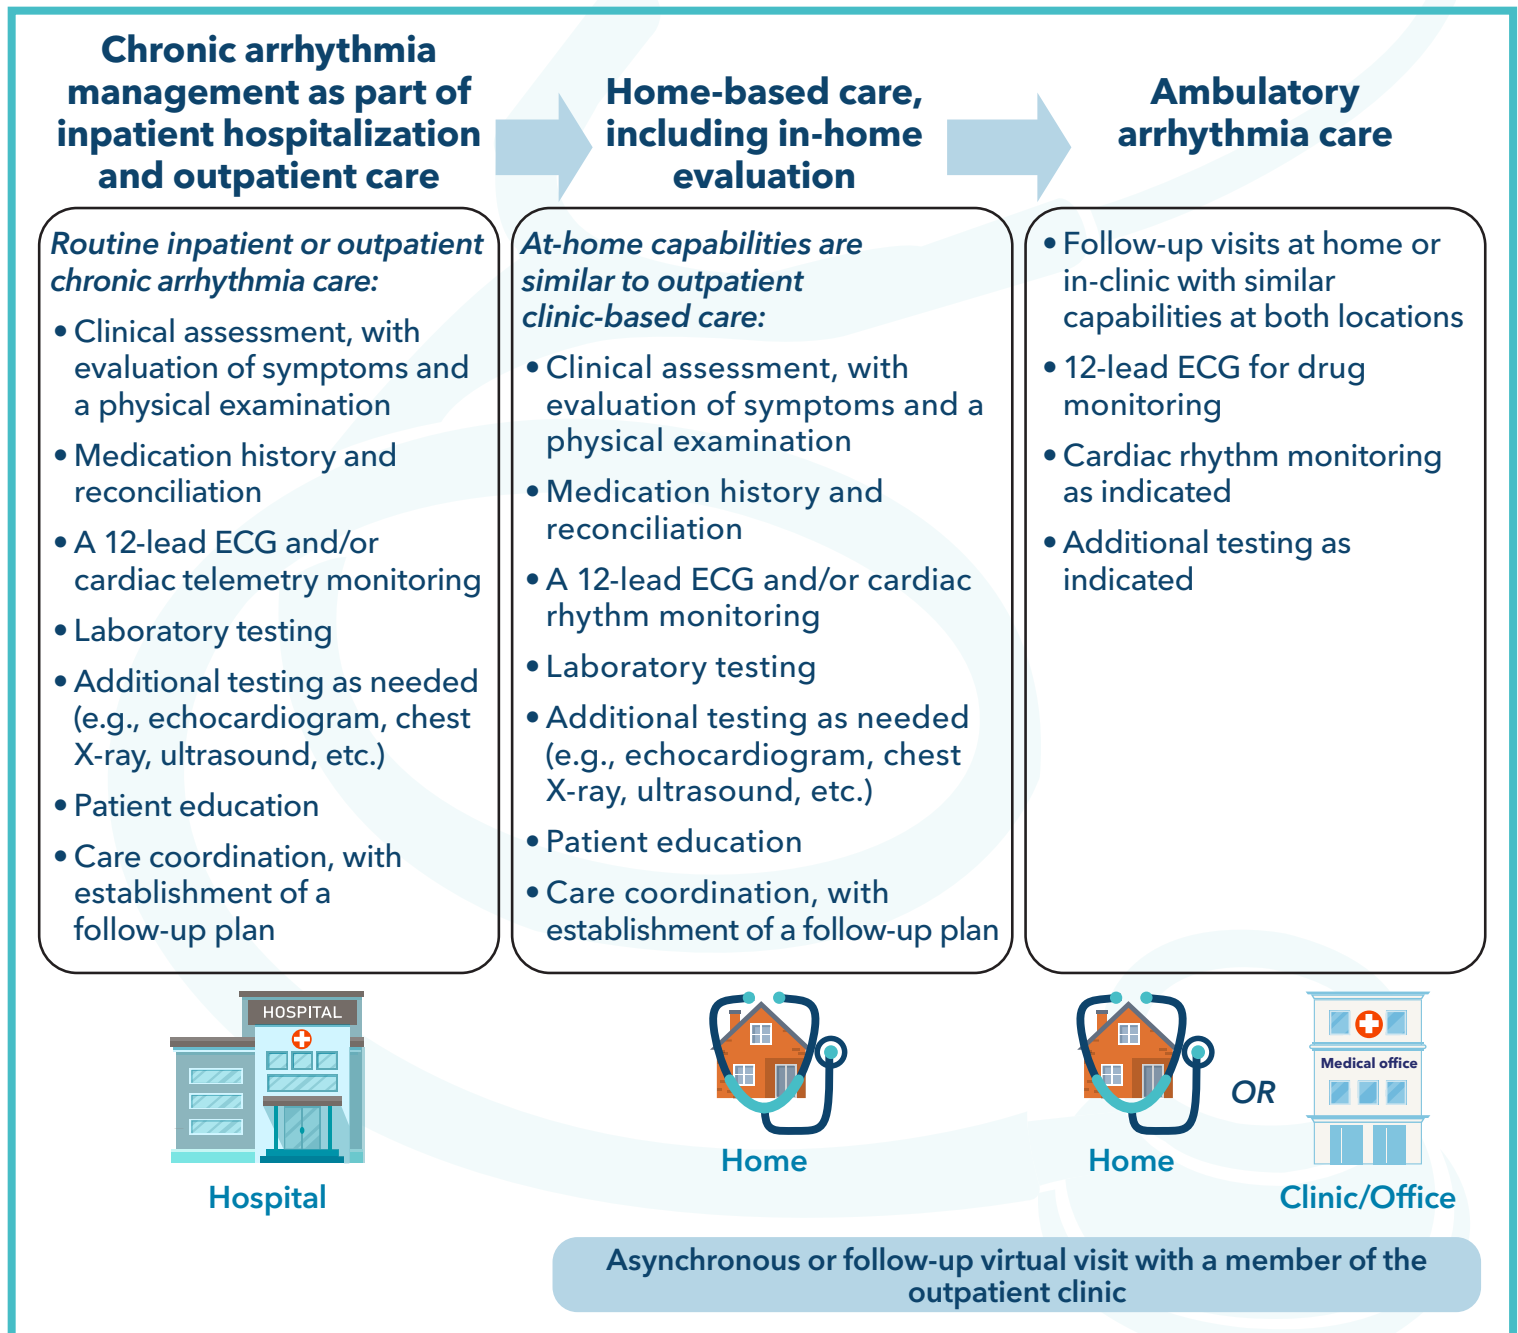 Chronic arrhythmia
management as part of
inpatient hospitalization
and outpatient care
Routine inpatient or outpatient
chronic arrhythmia care:
• Clinical assessment, with
evaluation of symptoms and
a physical examination
• Medication history and
reconciliation
• A 12-lead ECG and/or
cardiac telemetry monitoring
• Laboratory testing
• Additional testing as needed
(e.g., echocardiogram, chest
X-ray, ultrasound, etc.)
• Patient education
• Care coordination, with
establishment of a
follow-up plan
HOSPITAL
Hospital
Home-based care,
including in-home
evaluation
At-home capabilities are
similar to outpatient
clinic-based care:
• Clinical assessment, with
evaluation of symptoms and a
physical examination
• Medication history and
reconciliation
• A 12-lead ECG and/or cardiac
rhythm monitoring
• Laboratory testing
• Additional testing as needed
(e.g., echocardiogram, chest
X-ray, ultrasound, etc.)
• Patient education
• Care coordination, with
establishment of a follow-up plan
Home
Ambulatory
arrhythmia care
• Follow-up visits at home or
in-clinic with similar
capabilities at both locations
• 12-lead ECG for drug
monitoring
• Cardiac rhythm monitoring
as indicated
• Additional testing as
indicated
Home
OR
Medical office
Clinic/Office
Asynchronous or follow-up virtual visit with a member of the
outpatient clinic